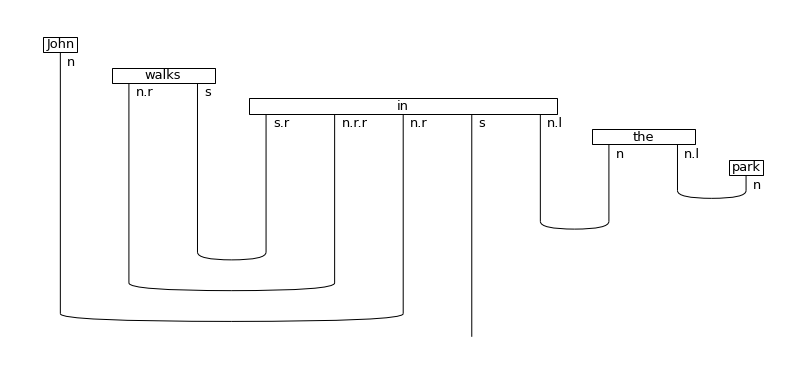 John
n
walks
n.r s
in
s.r n.r.r n.r s n.l
the
n n.l
park
n